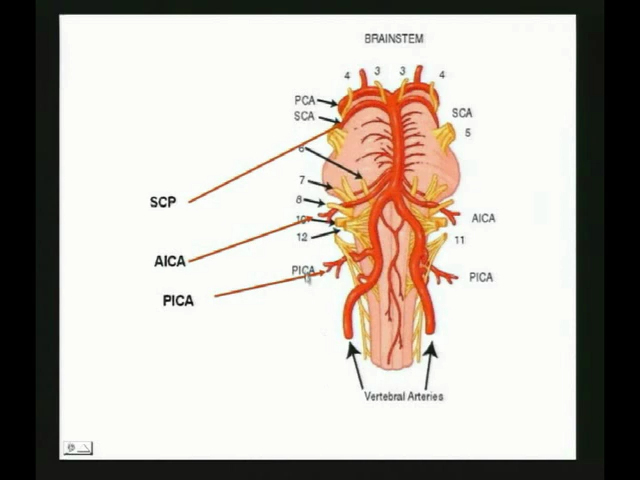 BRAINSTEM
4 3 3 4
PCA
SCA
SCA
5
6
7
8
SCP
10
AICA
12
11
AICA
PICA
PICA
PICA
Vertebral Arteries